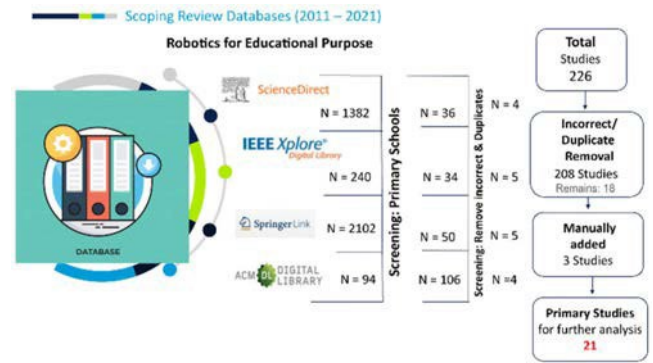 Scoping Review Databases (2011 – 2021)
Robotics for Educational Purpose
DATABASE
ScienceDirect
N = 1382
IEEE Xplore®
Digital Library
N = 240
Springer Link
N = 2102
ACM DL DIGITAL
LIBRARY
N = 94
Screening: Primary Schools
N = 36
N = 34
N = 50
N = 106
Screening: Remove Incorrect & Duplicates
N = 4
N = 5
N = 5
N =4
Total
Studies
226
Incorrect/
Duplicate
Removal
208 Studies
Remains: 18
Manually
added
3 Studies
Primary Studies
for further analysis
21